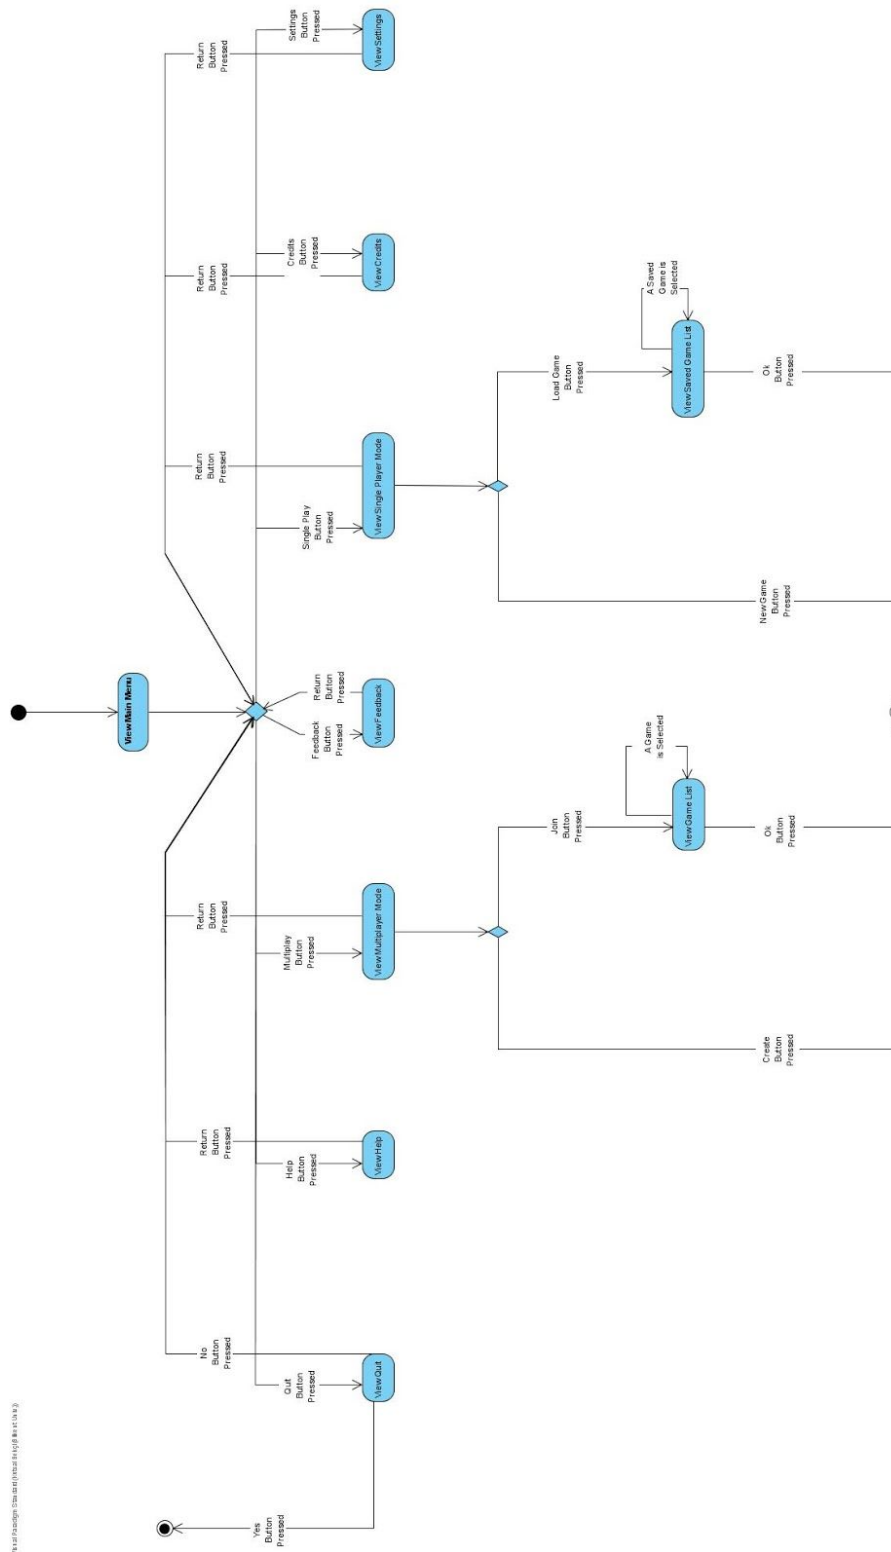 View Main Menu
Yes
Button
Pressed
No
Button
Pressed
Quit
Button
Pressed
View Quit
Return
Button
Pressed
Help
Button
Pressed
View Help
Return
Button
Pressed
Multiplay
Button
Pressed
View Multiplayer Mode
Feedback
Button
Pressed
Return
Button
Pressed
View Feedback
Return
Button
Pressed
Single Play
Button
Pressed
View Single Player Mode
Return
Button
Pressed
Credits
Button
Pressed
View Credits
Return
Button
Pressed
Settings
Button
Pressed
View Settings
Join
Button
Pressed
Load Game
Button
Pressed
A Game
is Selected
View Game List
A Saved
Game is
Selected
View Saved Game List
Create
Button
Pressed
Ok
Button
Pressed
New Game
Button
Pressed
Ok
Button
Pressed